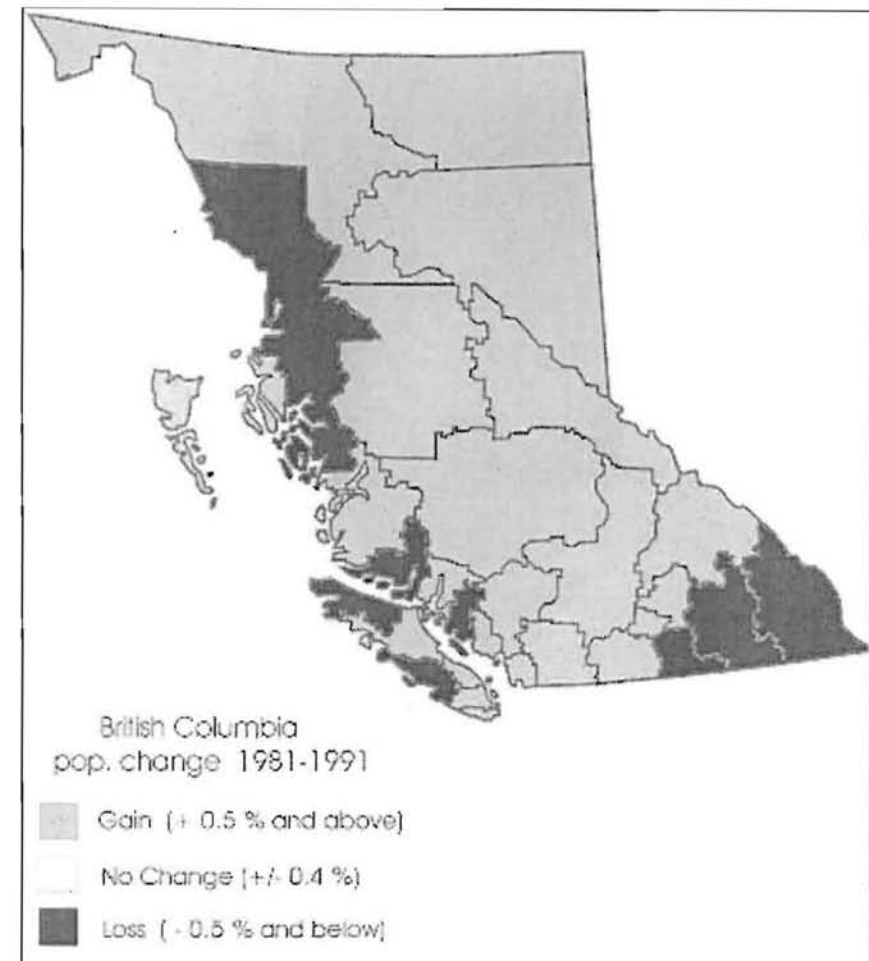 British Columbia
pop. change 1981-1991
Gain (+ 0.5 % and above)
No Change (+/- 0.4 %)
Loss ( - 0.5 % and below)